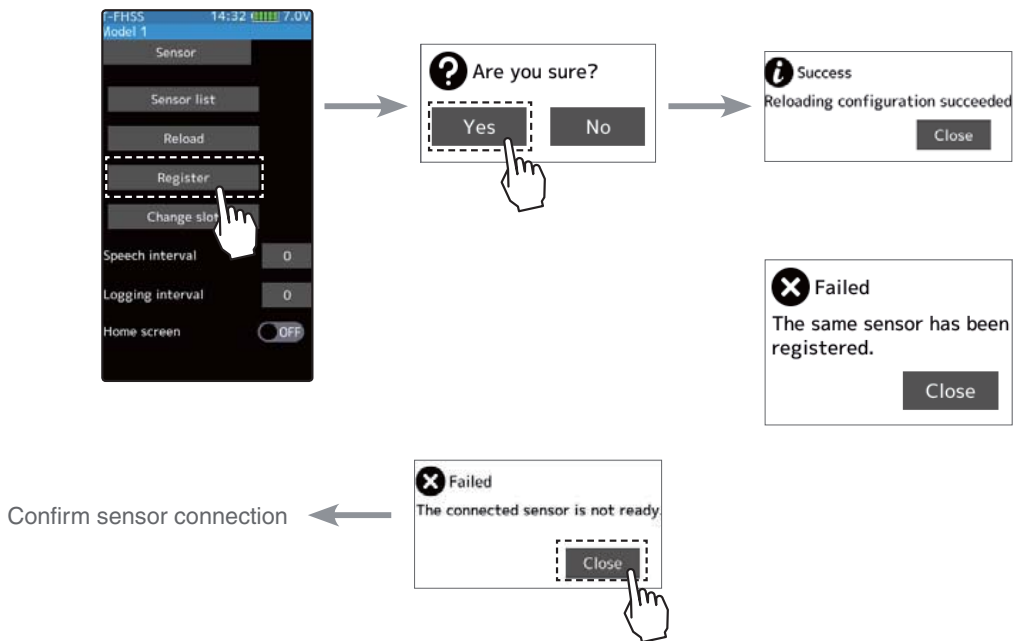 T-FHSS 14:32 7.0V
Model 1
Sensor
Sensor list
Reload
Register
Change slot
Speech interval 0
Logging interval 0
Home screen OFF
Are you sure?
Yes No
Success
Reloading configuration succeeded
Close
Failed
The same sensor has been
registered.
Close
Failed
The connected sensor is not ready.
Close
Confirm sensor connection